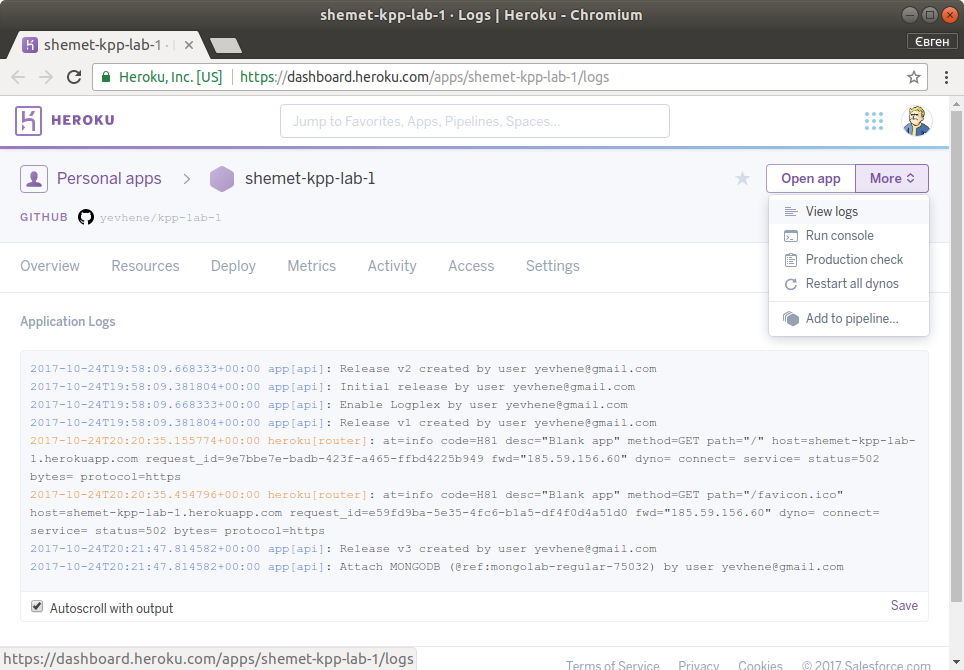 shemet-kpp-lab-1 · Logs | Heroku - Chromium
shemet-kpp-lab-1 ·
Євген
Heroku, Inc. [US] https://dashboard.heroku.com/apps/shemet-kpp-lab-1/logs
HEROKU
Jump to Favorites, Apps, Pipelines, Spaces...
Personal apps shemet-kpp-lab-1 Open app More
GITHUB yevhene/kpp-lab-1
View logs
Run console
Production check
Restart all dynos
Add to pipeline...
Overview Resources Deploy Metrics Activity Access Settings
Application Logs
2017-10-24T19:58:09.668333+00:00 app[api]: Release v2 created by user yevhene@gmail.com
2017-10-24T19:58:09.381804+00:00 app[api]: Initial release by user yevhene@gmail.com
2017-10-24T19:58:09.668333+00:00 app[api]: Enable Logplex by user yevhene@gmail.com
2017-10-24T19:58:09.381804+00:00 app[api]: Release v1 created by user yevhene@gmail.com
2017-10-24T20:20:35.155774+00:00 heroku[router]: at=info code=H81 desc="Blank app" method=GET path="/" host=shemet-kpp-lab-
1.herokuapp.com request_id=9e7bbe7e-badb-423f-a465-ffbd4225b949 fwd="185.59.156.60" dyno= connect= service= status=502
bytes= protocol=https
2017-10-24T20:20:35.454796+00:00 heroku[router]: at=info code=H81 desc="Blank app" method=GET path="/favicon.ico"
host=shemet-kpp-lab-1.herokuapp.com request_id=e59fd9ba-5e35-4fc6-b1a5-df4f0d4a51d0 fwd="185.59.156.60" dyno= connect=
service= status=502 bytes= protocol=https
2017-10-24T20:21:47.814582+00:00 app[api]: Release v3 created by user yevhene@gmail.com
2017-10-24T20:21:47.814582+00:00 app[api]: Attach MONGODB (@ref:mongolab-regular-75032) by user yevhene@gmail.com
Autoscroll with output Save
https://dashboard.heroku.com/apps/shemet-kpp-lab-1/logs
Terms of Service Privacy Cookies © 2017 Salesforce.com